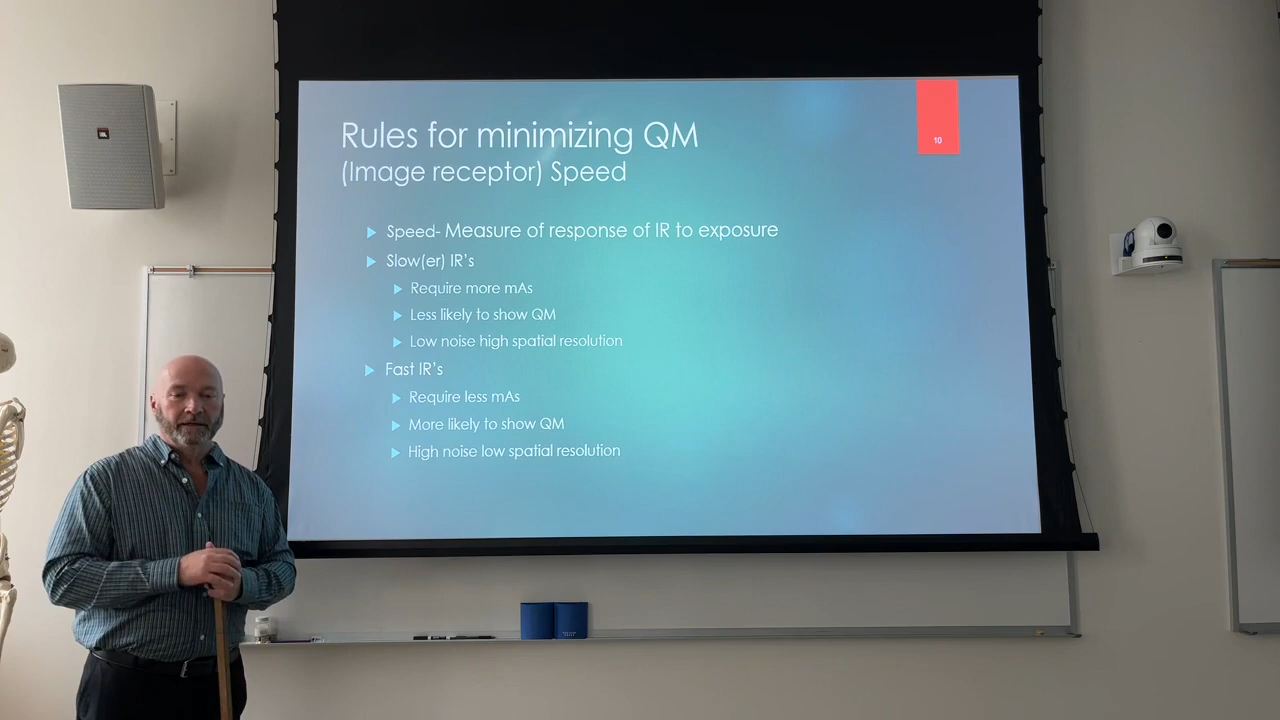 10
Rules for minimizing QM
(Image receptor) Speed
Speed- Measure of response of IR to exposure
Slow(er) IR's
Require more mAs
Less likely to show QM
Low noise high spatial resolution
Fast IR's
Require less mAs
More likely to show QM
High noise low spatial resolution